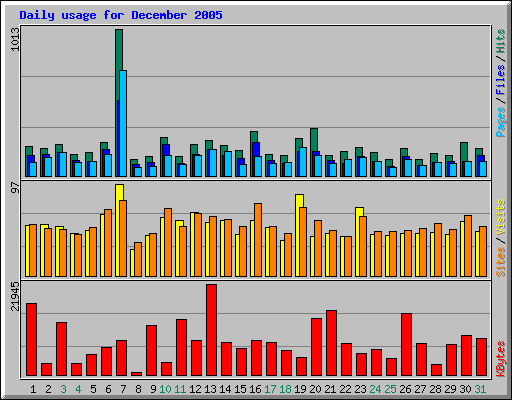 Daily usage for December 2005
1013
Pages / Files / Hits
97
Sites / Visits
21945
KBytes
1 2 3 4 5 6 7 8 9 10 11 12 13 14 15 16 17 18 19 20 21 22 23 24 25 26 27 28 29 30 31